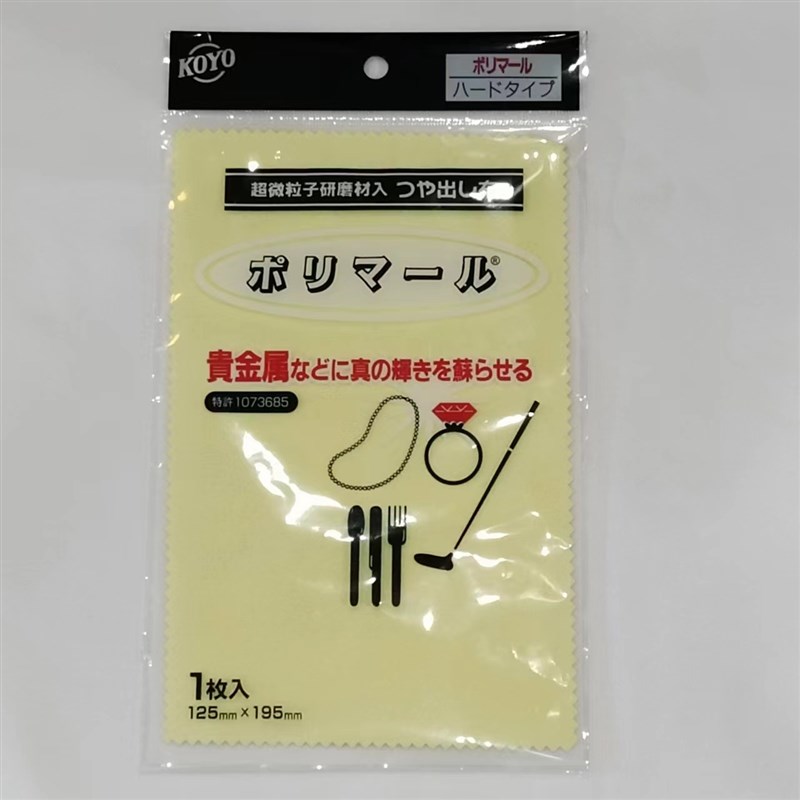 KOYO
ポリマール
ハードタイプ
超微粒子研磨材入 つや出し布
ポリマール®
貴金属などに真の輝きを蘇らせる
特許1073685
1枚入
125mm×195mm